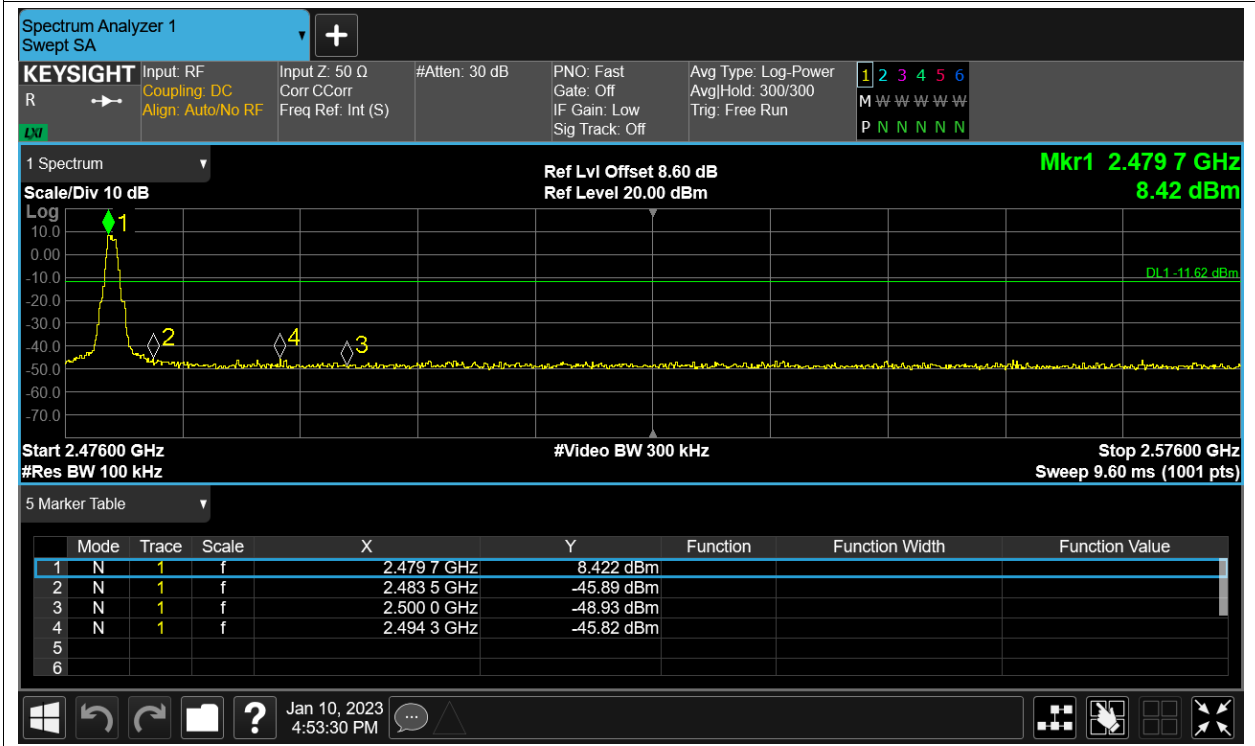 Spectrum Analyzer 1
Swept SA
+
KEYSIGHT
R
LXI
Input: RF
Coupling: DC
Align: Auto/No RF
Input Z: 50 Ω
Corr CCorr
Freq Ref: Int (S)
#Atten: 30 dB
PNO: Fast
Gate: Off
IF Gain: Low
Sig Track: Off
Avg Type: Log-Power
Avg|Hold: 300/300
Trig: Free Run
1 2 3 4 5 6
M W W W W W
P N N N N N
1 Spectrum
Scale/Div 10 dB
Ref Lvl Offset 8.60 dB
Ref Level 20.00 dBm
Mkr1 2.479 7 GHz
8.42 dBm
Log
10.0
0.00
-10.0
-20.0
-30.0
-40.0
-50.0
-60.0
-70.0
1
2
4
3
DL1 -11.62 dBm
Start 2.47600 GHz
#Video BW 300 kHz
Stop 2.57600 GHz
#Res BW 100 kHz
Sweep 9.60 ms (1001 pts)
5 Marker Table
Mode Trace Scale X Y Function Function Width Function Value
1 N 1 f 2.479 7 GHz 8.422 dBm
2 N 1 f 2.483 5 GHz -45.89 dBm
3 N 1 f 2.500 0 GHz -48.93 dBm
4 N 1 f 2.494 3 GHz -45.82 dBm
5
6
?
Jan 10, 2023
4:53:30 PM